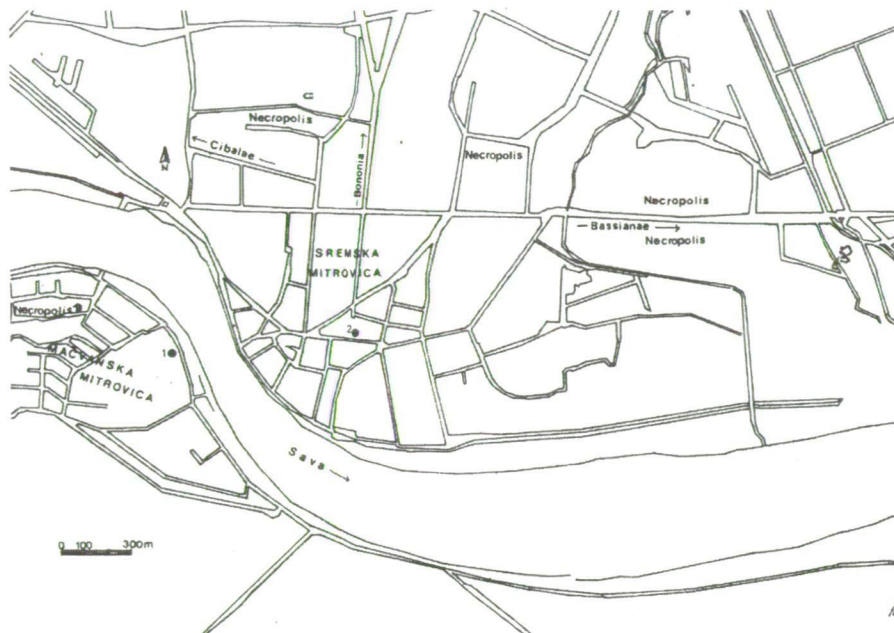 Necropolis
← Cibalae —
N
— Bononia →
Necropolis
Necropolis
— Bassianae →
Necropolis
SREMSKA
MITROVICA
Necropolis
1
2
MAČVANSKA
MITROVICA
Sava →
0 100 300m